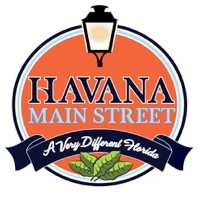 HAVANA
MAIN STREET
A Very Different Florida